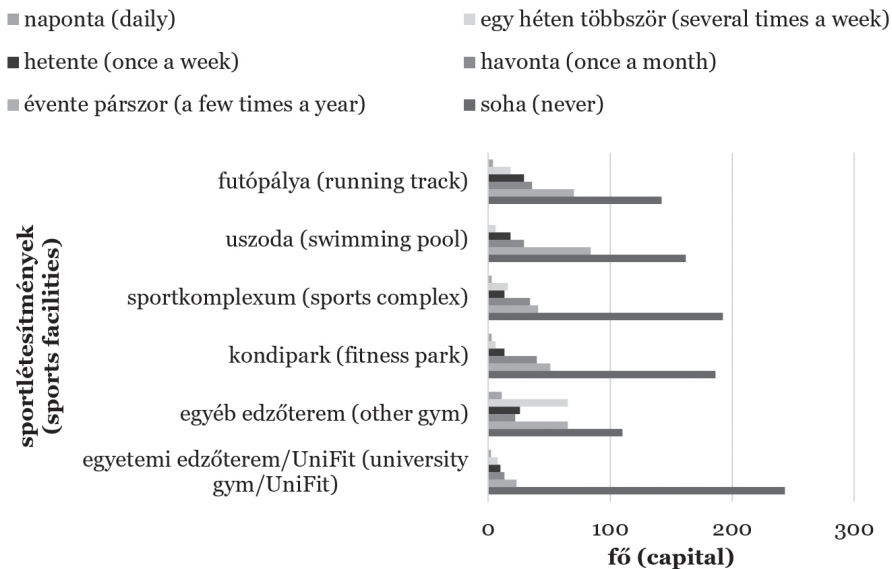 naponta (daily)
egy héten többször (several times a week)
hetente (once a week)
havonta (once a month)
évente párszor (a few times a year)
soha (never)
sportlétesítmények
(sports facilities)
futópálya (running track)
uszoda (swimming pool)
sportkomplexum (sports complex)
kondipark (fitness park)
egyéb edzőterem (other gym)
egyetemi edzőterem/UniFit (university
gym/UniFit)
0 100 200 300
fő (capital)